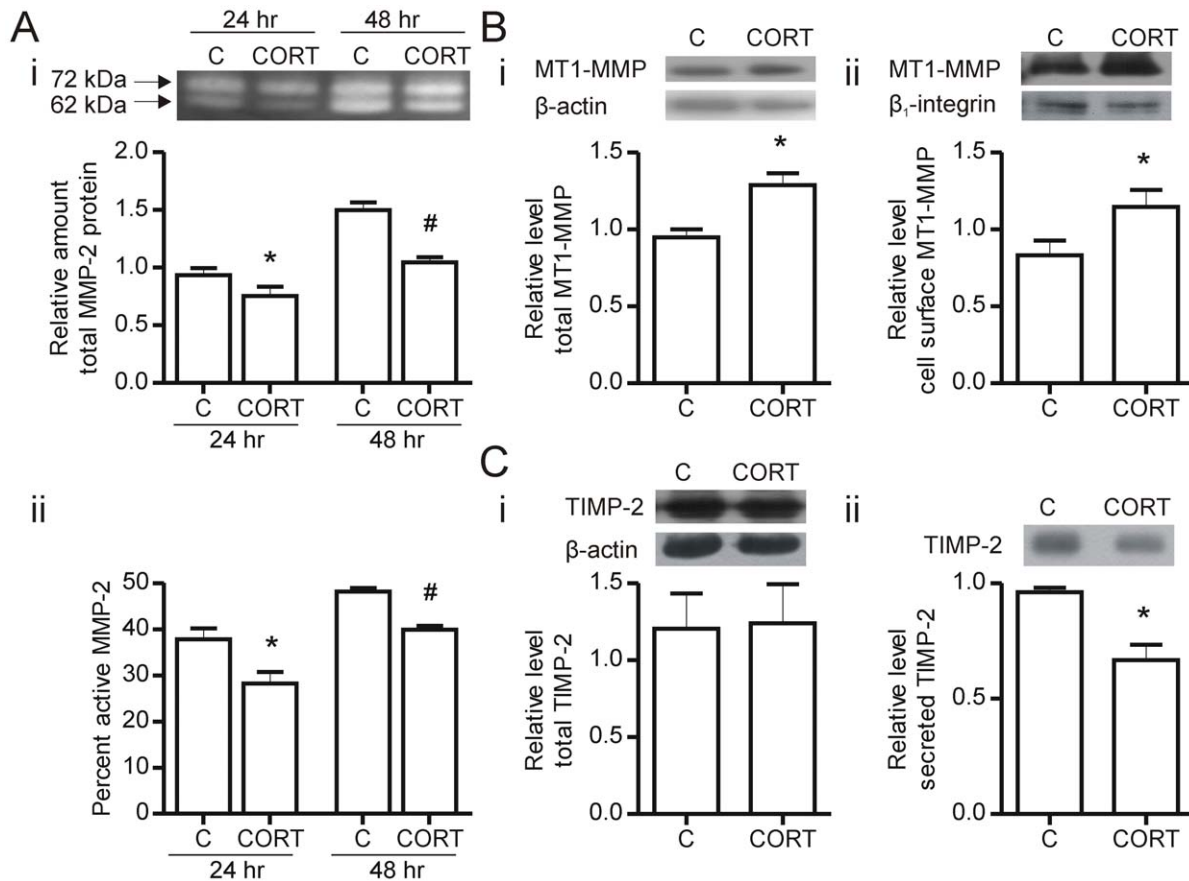 A
24 hr 48 hr
C CORT C CORT
i
72 kDa
62 kDa
2.0
1.5
1.0
0.5
0.0
Relative amount
total MMP-2 protein
*
#
C CORT C CORT
24 hr 48 hr
ii
50
40
30
20
10
0
Percent active MMP-2
*
#
C CORT C CORT
24 hr 48 hr
B
i
C CORT
MT1-MMP
β-actin
1.5
1.0
0.5
0.0
Relative level
total MT1-MMP
*
C CORT
ii
C CORT
MT1-MMP
β₁-integrin
1.5
1.0
0.5
0.0
Relative level
cell surface MT1-MMP
*
C CORT
C
i
C CORT
TIMP-2
β-actin
1.5
1.0
0.5
0.0
Relative level
total TIMP-2
C CORT
ii
C CORT
TIMP-2
1.0
0.5
0.0
Relative level
secreted TIMP-2
*
C CORT